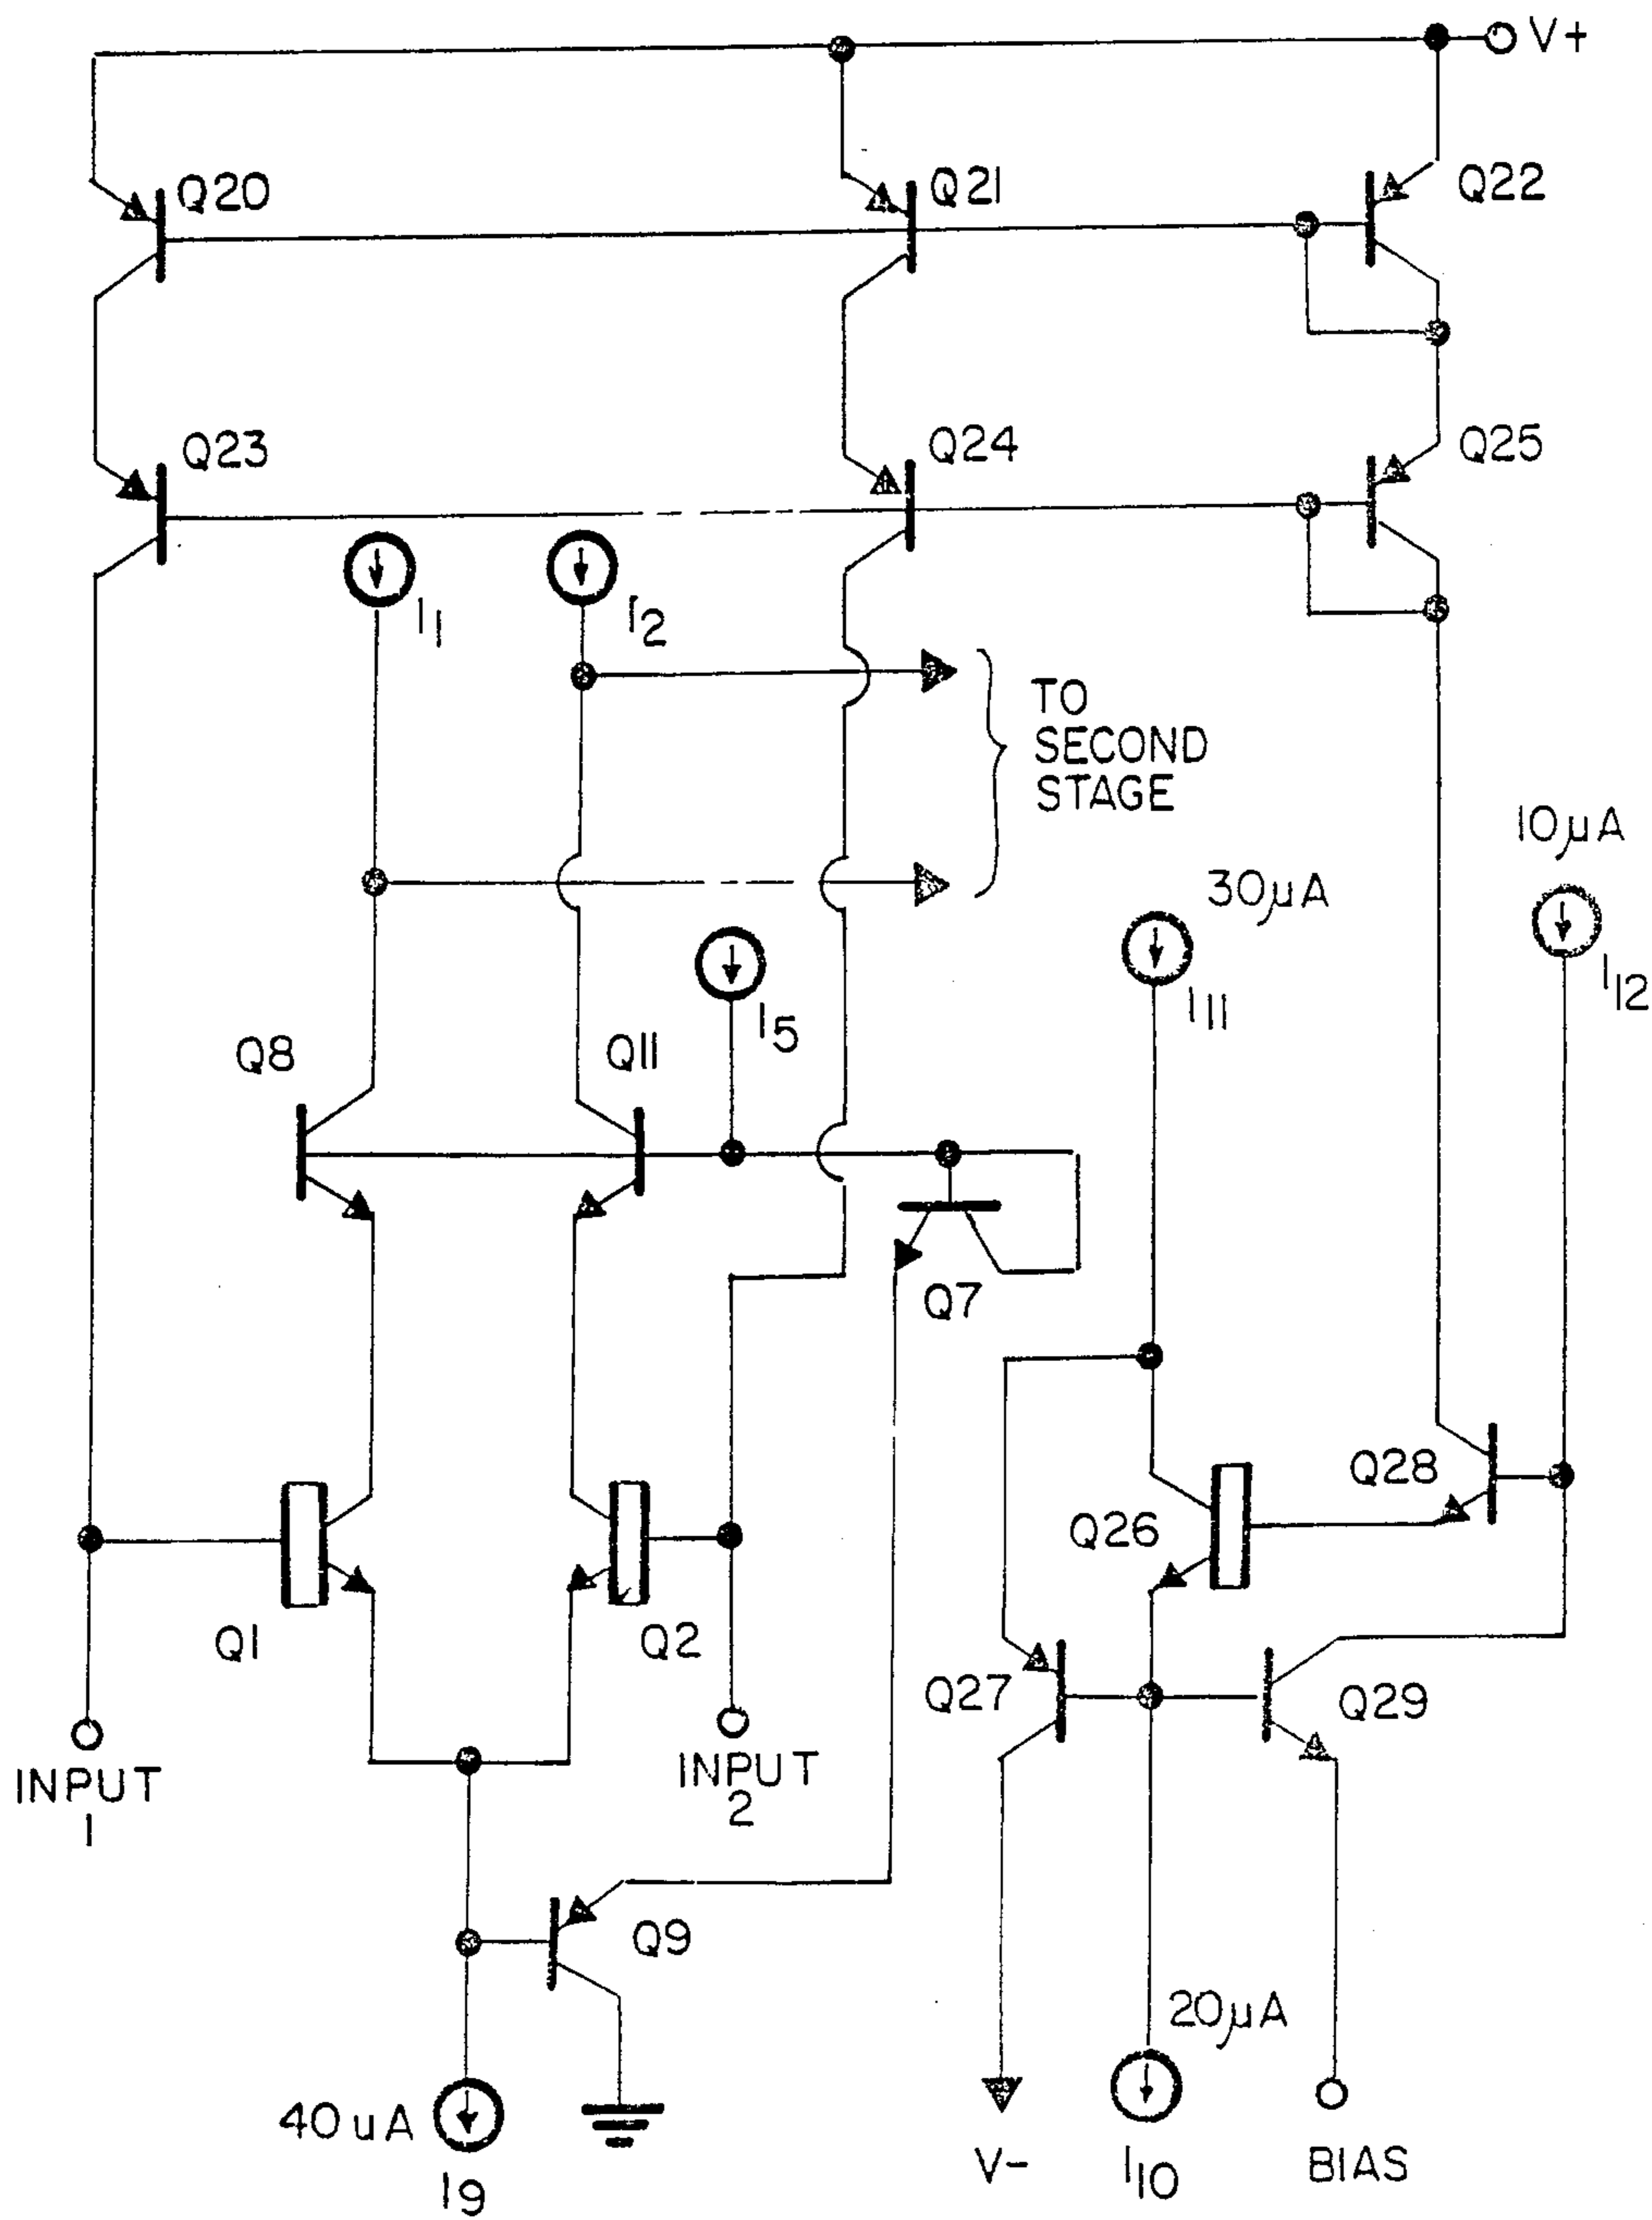 V+
Q20
Q21
Q22
Q23
Q24
Q25
I1
I2
TO
SECOND
STAGE
10µA
30µA
I12
I11
I5
Q8
Q11
Q7
Q28
Q26
Q1
Q2
Q27
Q29
INPUT
1
INPUT
2
Q9
20µA
40uA
I9
V-
I10
BIAS